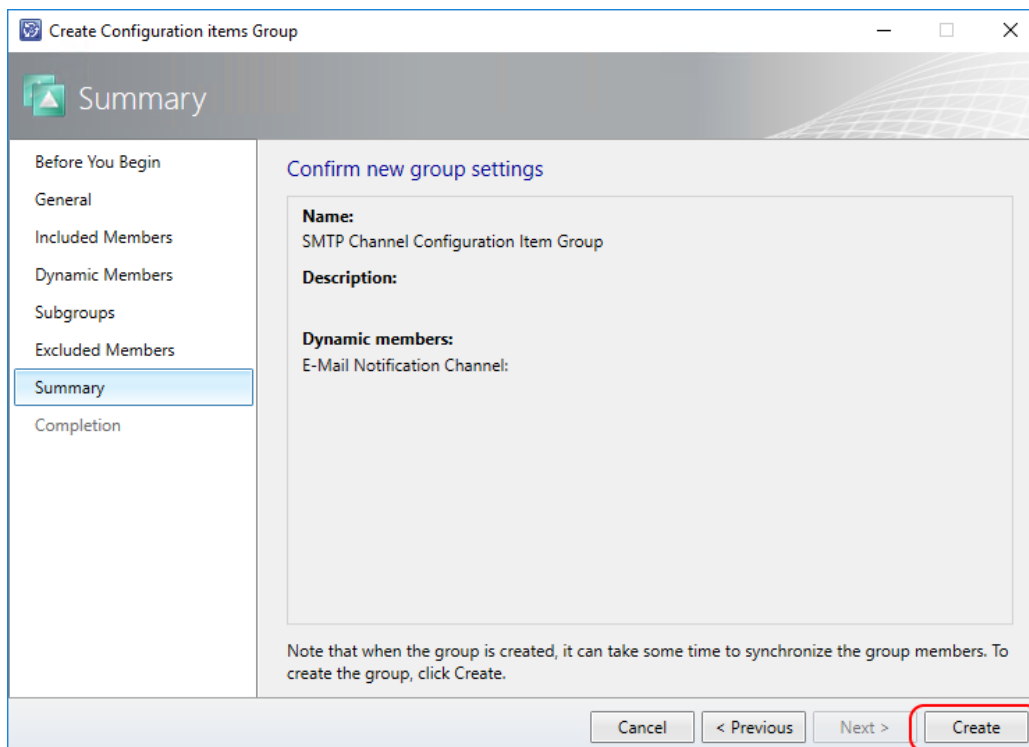 Create Configuration items Group
Summary
Before You Begin
General
Included Members
Dynamic Members
Subgroups
Excluded Members
Summary
Completion
Confirm new group settings
Name:
SMTP Channel Configuration Item Group
Description:
Dynamic members:
E-Mail Notification Channel:
Note that when the group is created, it can take some time to synchronize the group members. To
create the group, click Create.
Cancel
< Previous
Next >
Create